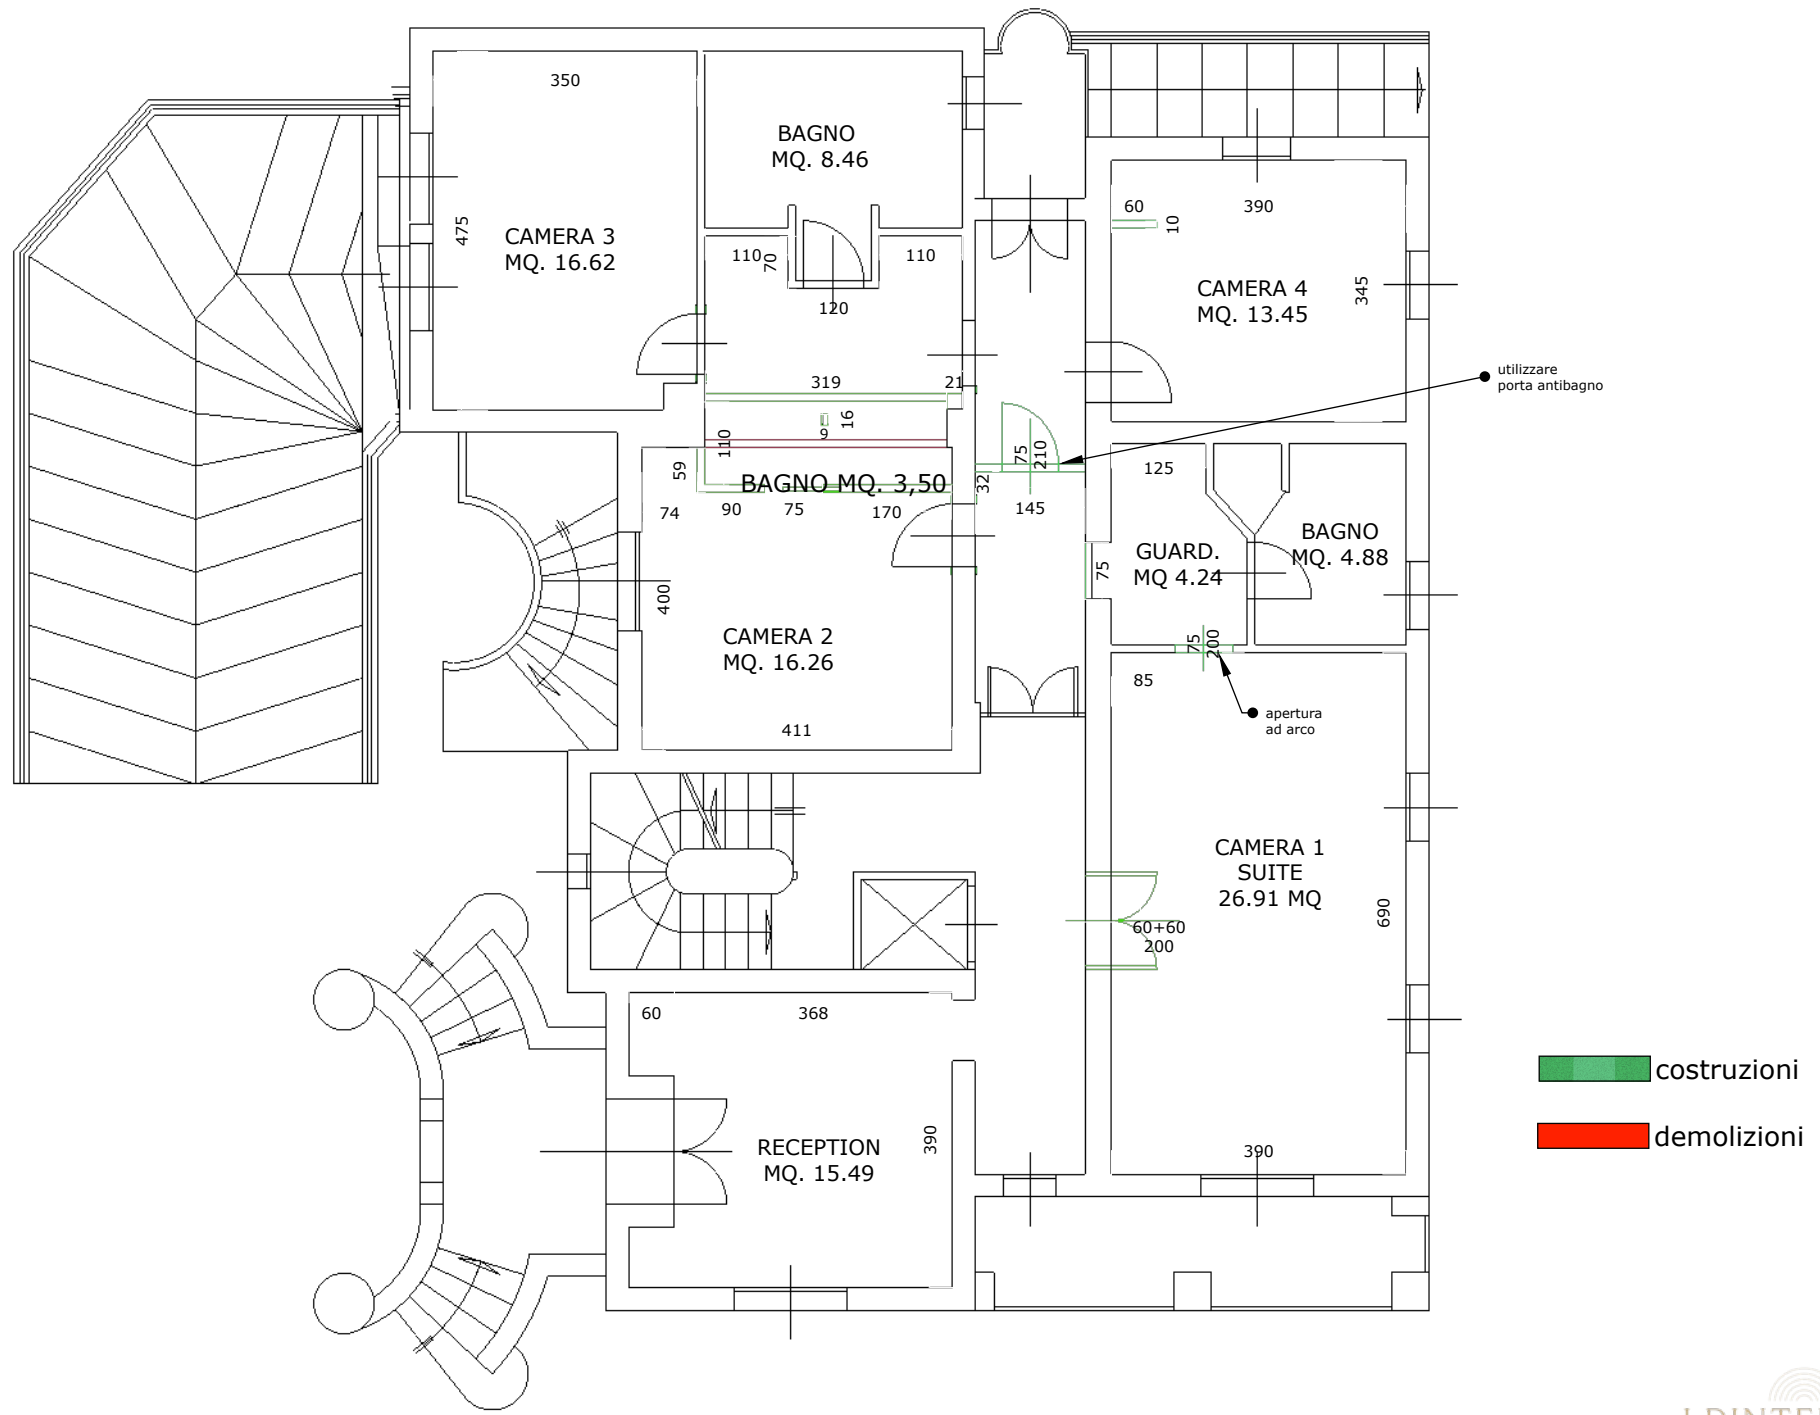 350
BAGNO
MQ. 8.46
475
CAMERA 3
MQ. 16.62
110
70
110
120
60
10
390
CAMERA 4
MQ. 13.45
345
utilizzare
porta antibagno
319
21
16
9
110
59
BAGNO MQ. 3,50
74
90
75
170
75
210
32
145
125
GUARD.
MQ 4.24
BAGNO
MQ. 4.88
75
400
CAMERA 2
MQ. 16.26
411
75
200
85
apertura
ad arco
CAMERA 1
SUITE
26.91 MQ
690
60+60
200
60
368
390
RECEPTION
MQ. 15.49
390
costruzioni
demolizioni